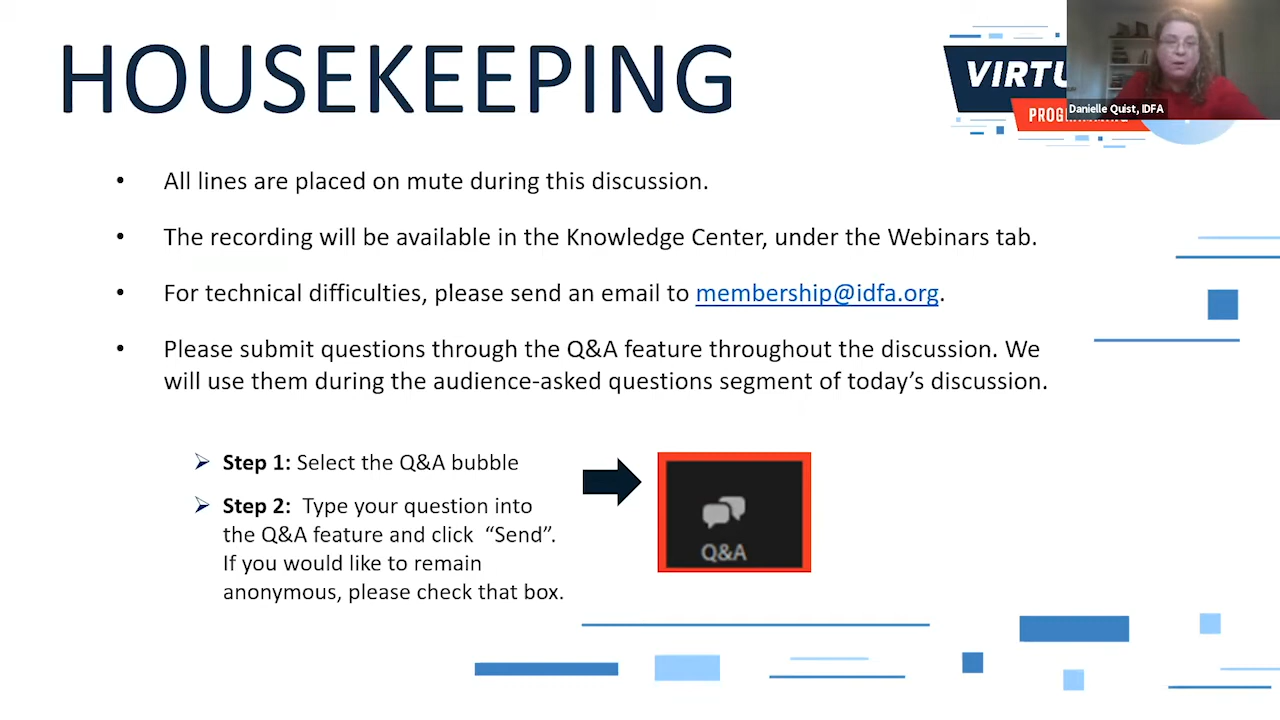 HOUSEKEEPING
VIRTU
PROG
Danielle Quist, IDFA
• All lines are placed on mute during this discussion.
• The recording will be available in the Knowledge Center, under the Webinars tab.
• For technical difficulties, please send an email to membership@idfa.org.
• Please submit questions through the Q&A feature throughout the discussion. We
will use them during the audience-asked questions segment of today’s discussion.
➢ Step 1: Select the Q&A bubble
➢ Step 2: Type your question into
the Q&A feature and click “Send”.
If you would like to remain
anonymous, please check that box.
Q&A